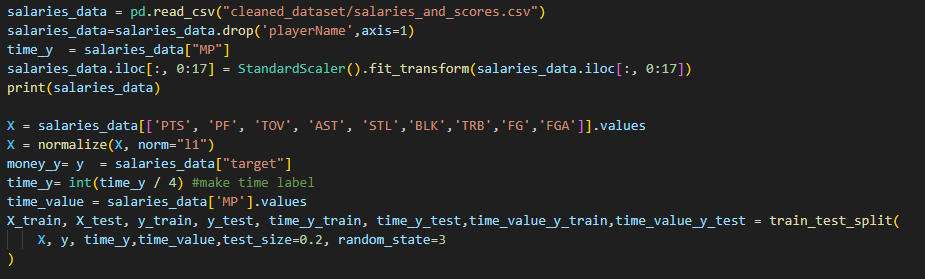 salaries_data = pd.read_csv("cleaned_dataset/salaries_and_scores.csv")
salaries_data=salaries_data.drop('playerName',axis=1)
time_y  = salaries_data["MP"]
salaries_data.iloc[:, 0:17] = StandardScaler().fit_transform(salaries_data.iloc[:, 0:17])
print(salaries_data)

X = salaries_data[['PTS', 'PF', 'TOV', 'AST', 'STL','BLK','TRB','FG','FGA']].values
X = normalize(X, norm="l1")
money_y= y  = salaries_data["target"]
time_y= int(time_y / 4) #make time label
time_value = salaries_data['MP'].values
X_train, X_test, y_train, y_test, time_y_train, time_y_test,time_value_y_train,time_value_y_test = train_test_split(
    X, y, time_y,time_value,test_size=0.2, random_state=3
)